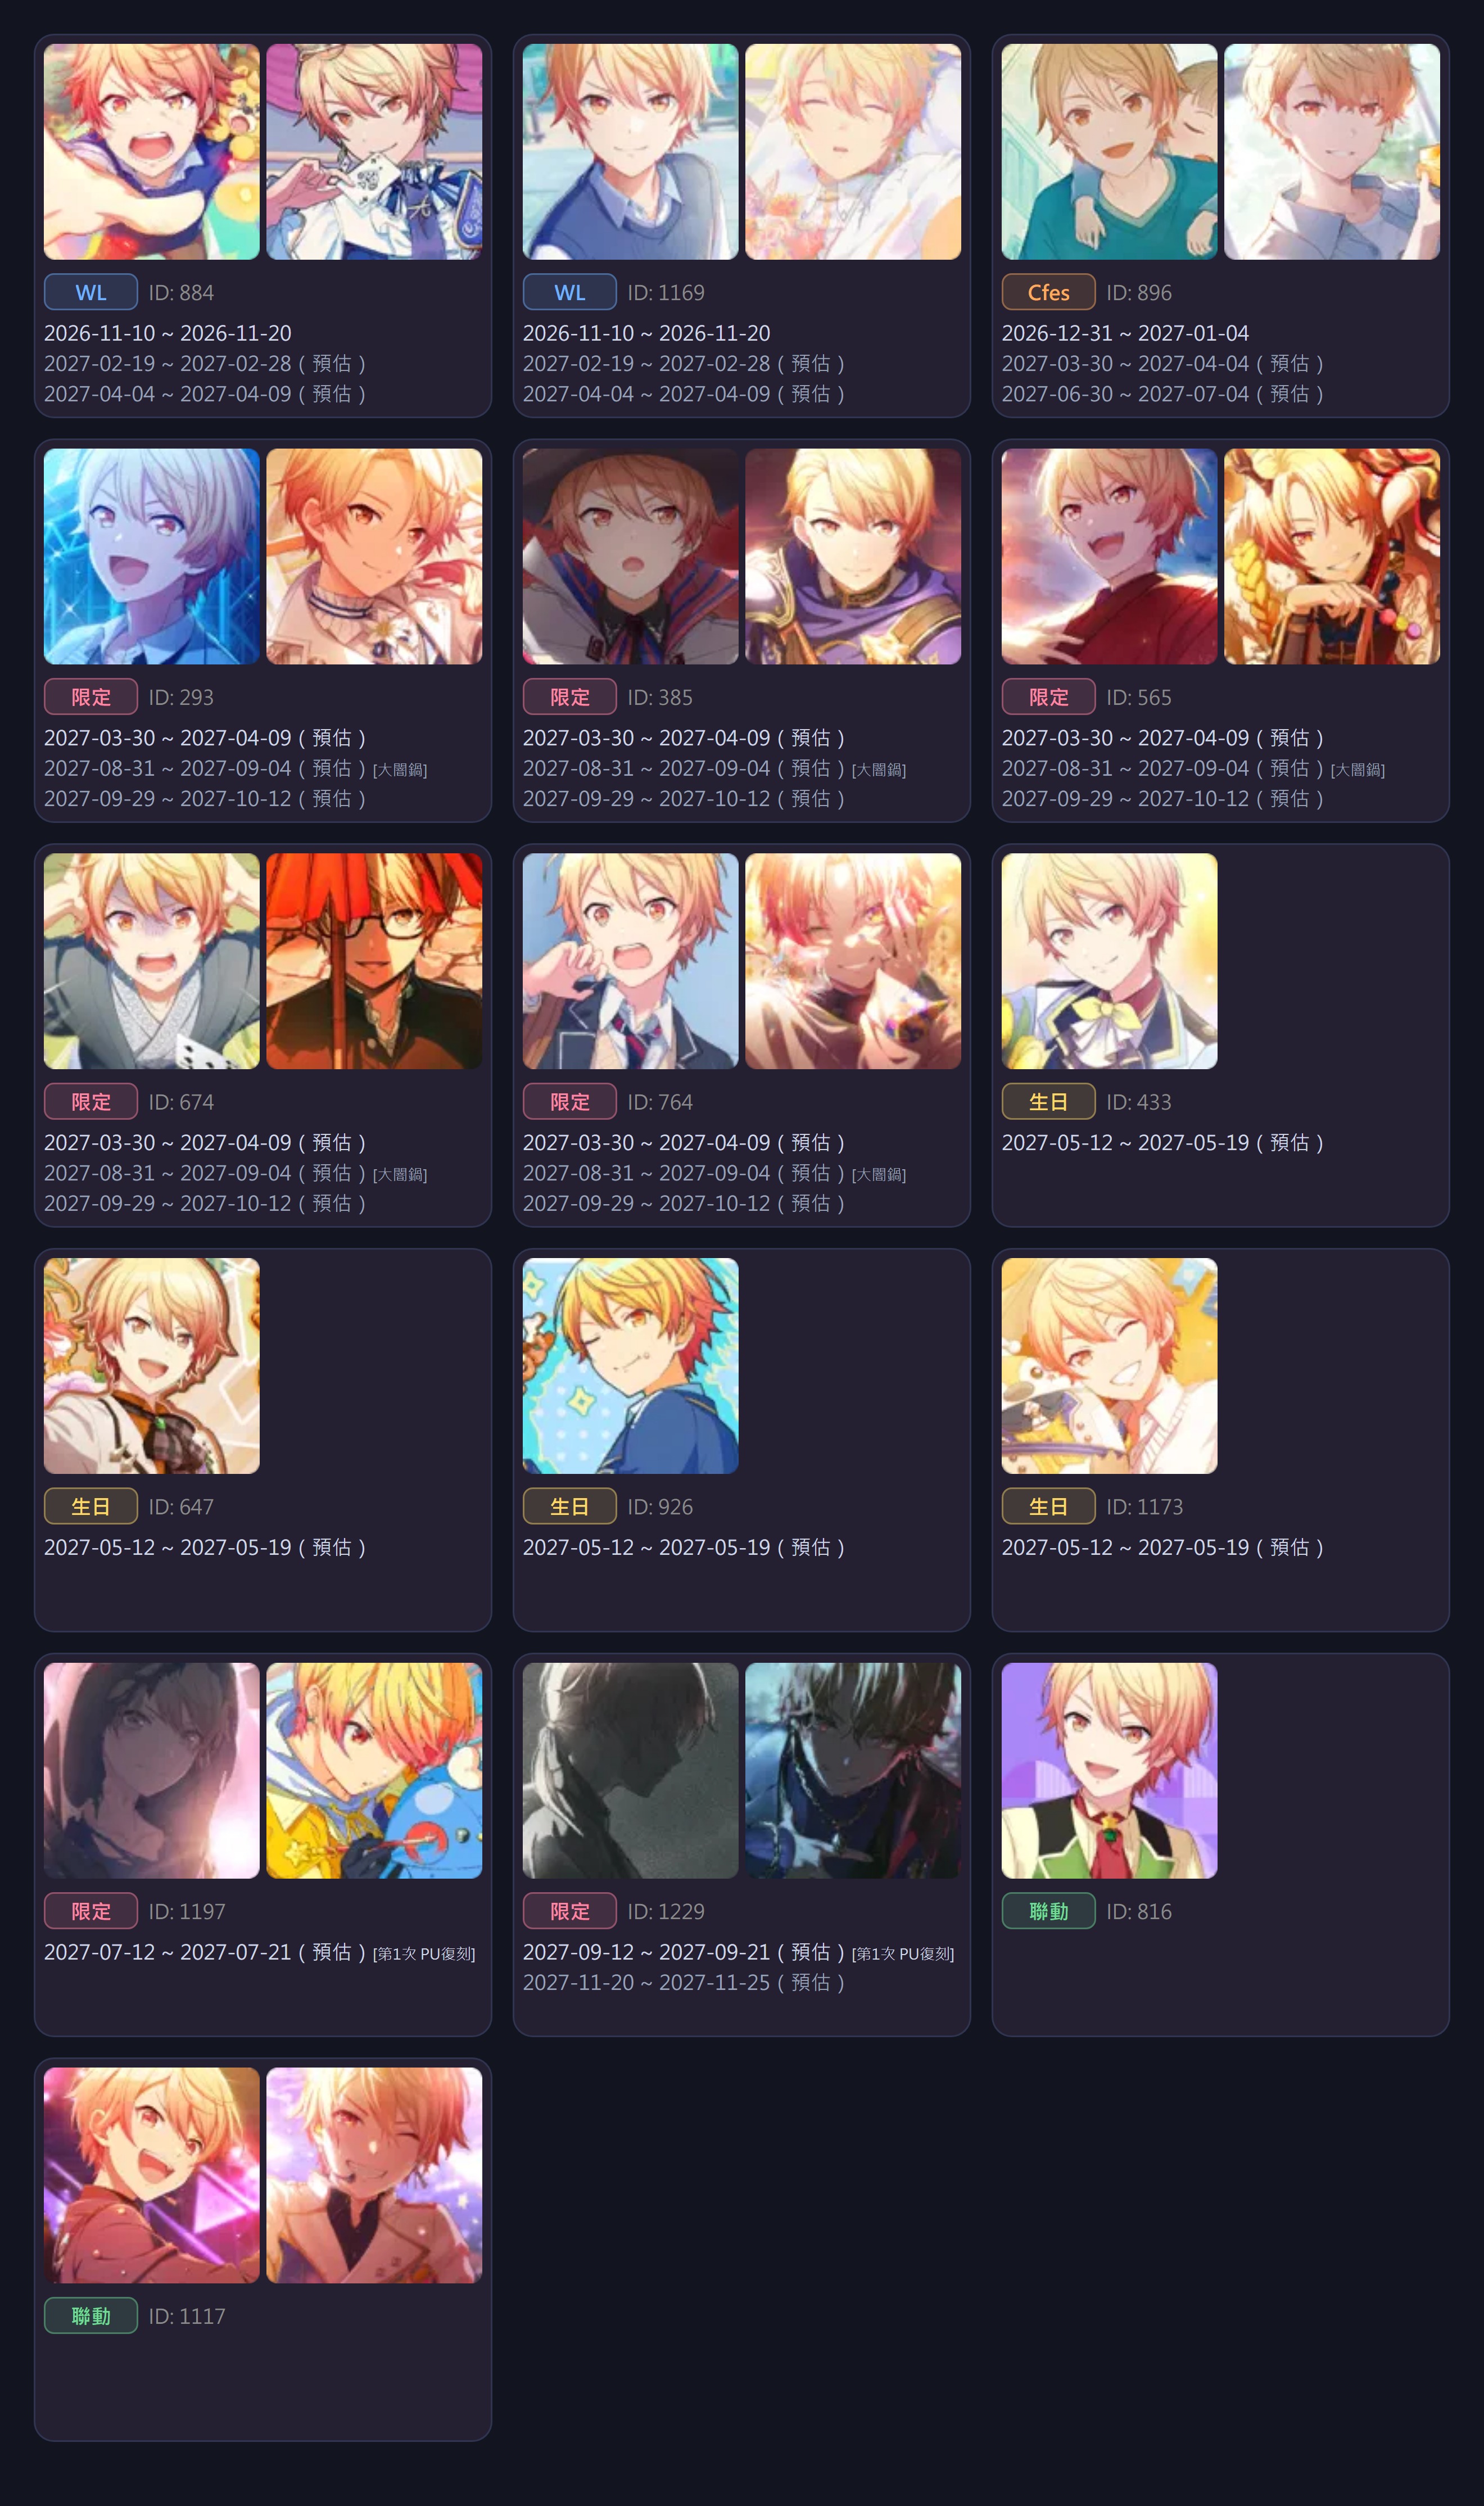 WL ID: 884
2026-11-10 ~ 2026-11-20
2027-02-19 ~ 2027-02-28 ( 預估 )
2027-04-04 ~ 2027-04-09 ( 預估 )
WL ID: 1169
2026-11-10 ~ 2026-11-20
2027-02-19 ~ 2027-02-28 ( 預估 )
2027-04-04 ~ 2027-04-09 ( 預估 )
Cfes ID: 896
2026-12-31 ~ 2027-01-04
2027-03-30 ~ 2027-04-04 ( 預估 )
2027-06-30 ~ 2027-07-04 ( 預估 )
限定 ID: 293
2027-03-30 ~ 2027-04-09 ( 預估 )
2027-08-31 ~ 2027-09-04 ( 預估 ) [大闇鍋]
2027-09-29 ~ 2027-10-12 ( 預估 )
限定 ID: 385
2027-03-30 ~ 2027-04-09 ( 預估 )
2027-08-31 ~ 2027-09-04 ( 預估 ) [大闇鍋]
2027-09-29 ~ 2027-10-12 ( 預估 )
限定 ID: 565
2027-03-30 ~ 2027-04-09 ( 預估 )
2027-08-31 ~ 2027-09-04 ( 預估 ) [大闇鍋]
2027-09-29 ~ 2027-10-12 ( 預估 )
限定 ID: 674
2027-03-30 ~ 2027-04-09 ( 預估 )
2027-08-31 ~ 2027-09-04 ( 預估 ) [大闇鍋]
2027-09-29 ~ 2027-10-12 ( 預估 )
限定 ID: 764
2027-03-30 ~ 2027-04-09 ( 預估 )
2027-08-31 ~ 2027-09-04 ( 預估 ) [大闇鍋]
2027-09-29 ~ 2027-10-12 ( 預估 )
生日 ID: 433
2027-05-12 ~ 2027-05-19 ( 預估 )
生日 ID: 647
2027-05-12 ~ 2027-05-19 ( 預估 )
生日 ID: 926
2027-05-12 ~ 2027-05-19 ( 預估 )
生日 ID: 1173
2027-05-12 ~ 2027-05-19 ( 預估 )
限定 ID: 1197
2027-07-12 ~ 2027-07-21 ( 預估 ) [第1次 PU復刻]
限定 ID: 1229
2027-09-12 ~ 2027-09-21 ( 預估 ) [第1次 PU復刻]
2027-11-20 ~ 2027-11-25 ( 預估 )
聯動 ID: 816
聯動 ID: 1117